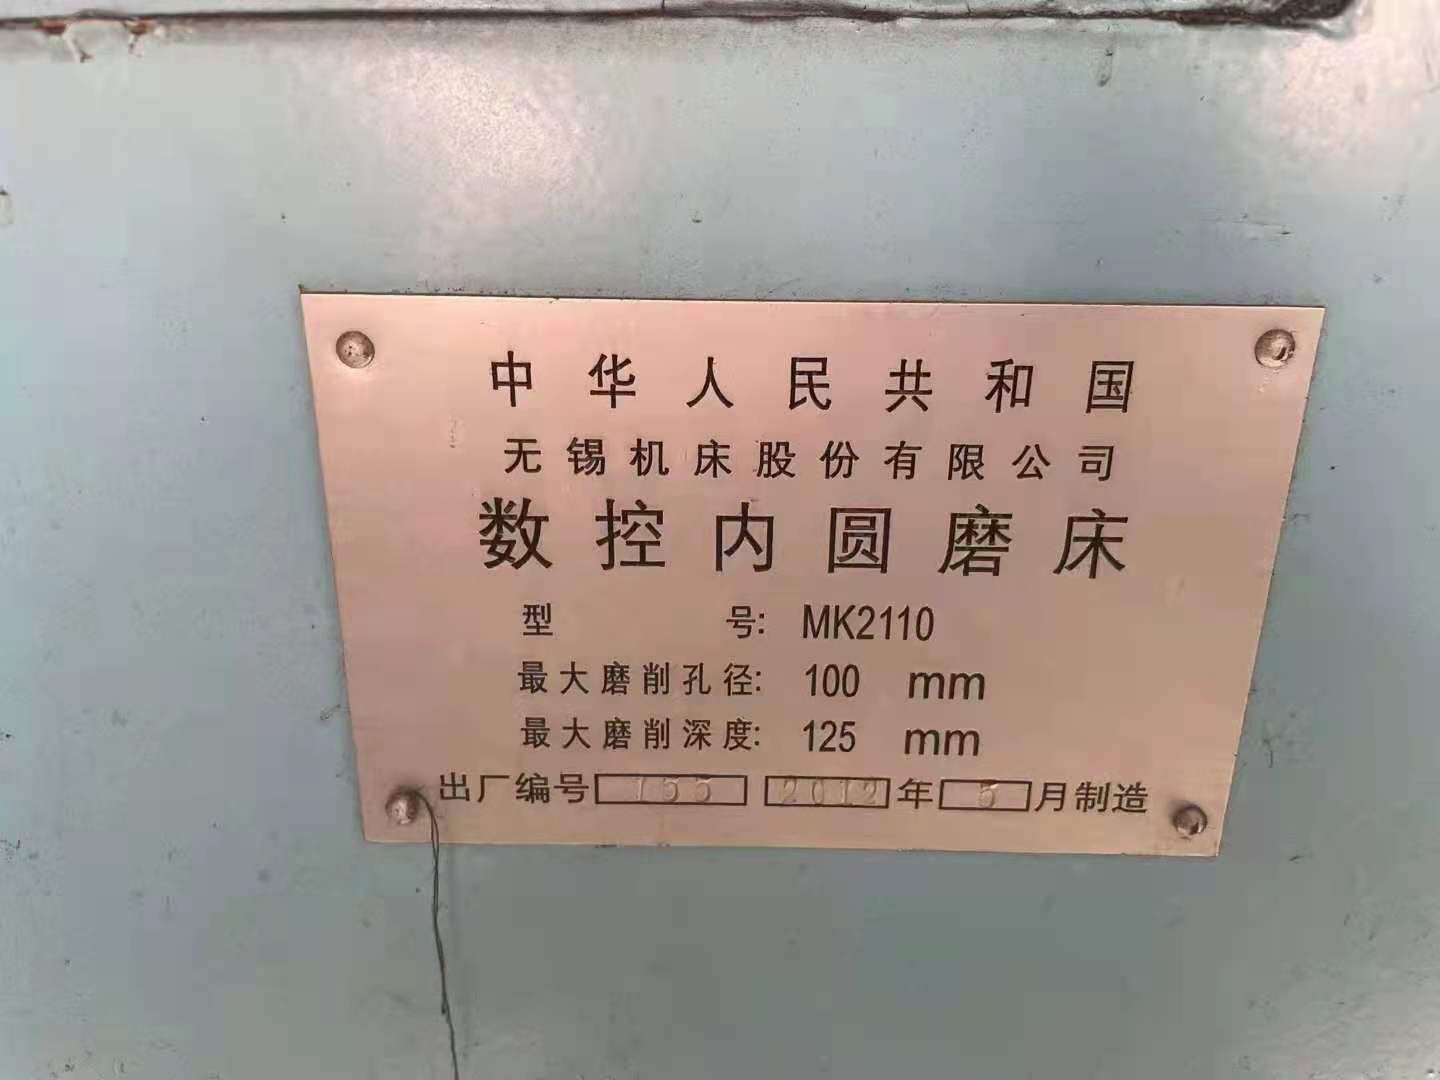 中华人民共和国
无锡机床股份有限公司
数控内圆磨床
型 号: MK2110
最大磨削孔径: 100 mm
最大磨削深度: 125 mm
出厂编号 155 2012 年 5 月制造